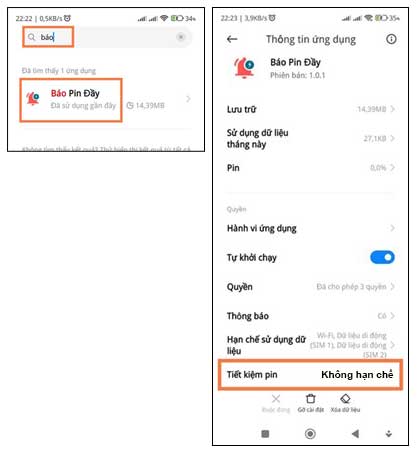 22:22 | 0,5KB/s
34%
báo
Đã tìm thấy 1 ứng dụng
Báo Pin Đầy
Đã sử dụng gần đây
14,39MB
Không tìm thấy kết quả? Thử hiển thị kết quả từ tất cả
22:23 | 3,9KB/s
35%
Thông tin ứng dụng
Báo Pin Đầy
Phiên bản: 1.0.1
Lưu trữ
14,39MB
Sử dụng dữ liệu
tháng này
27,1KB
Pin
0,0%
Quyền
Hành vi ứng dụng
Tự khởi chạy
Quyền
Đã cho phép 3 quyền
Thông báo
Có
Hạn chế sử dụng dữ
liệu
Wi-Fi, Dữ liệu di động
(SIM 1), Dữ liệu di động
(SIM 2)
Tiết kiệm pin
Không hạn chế
Buộc đóng
Gỡ cài đặt
Xóa dữ liệu